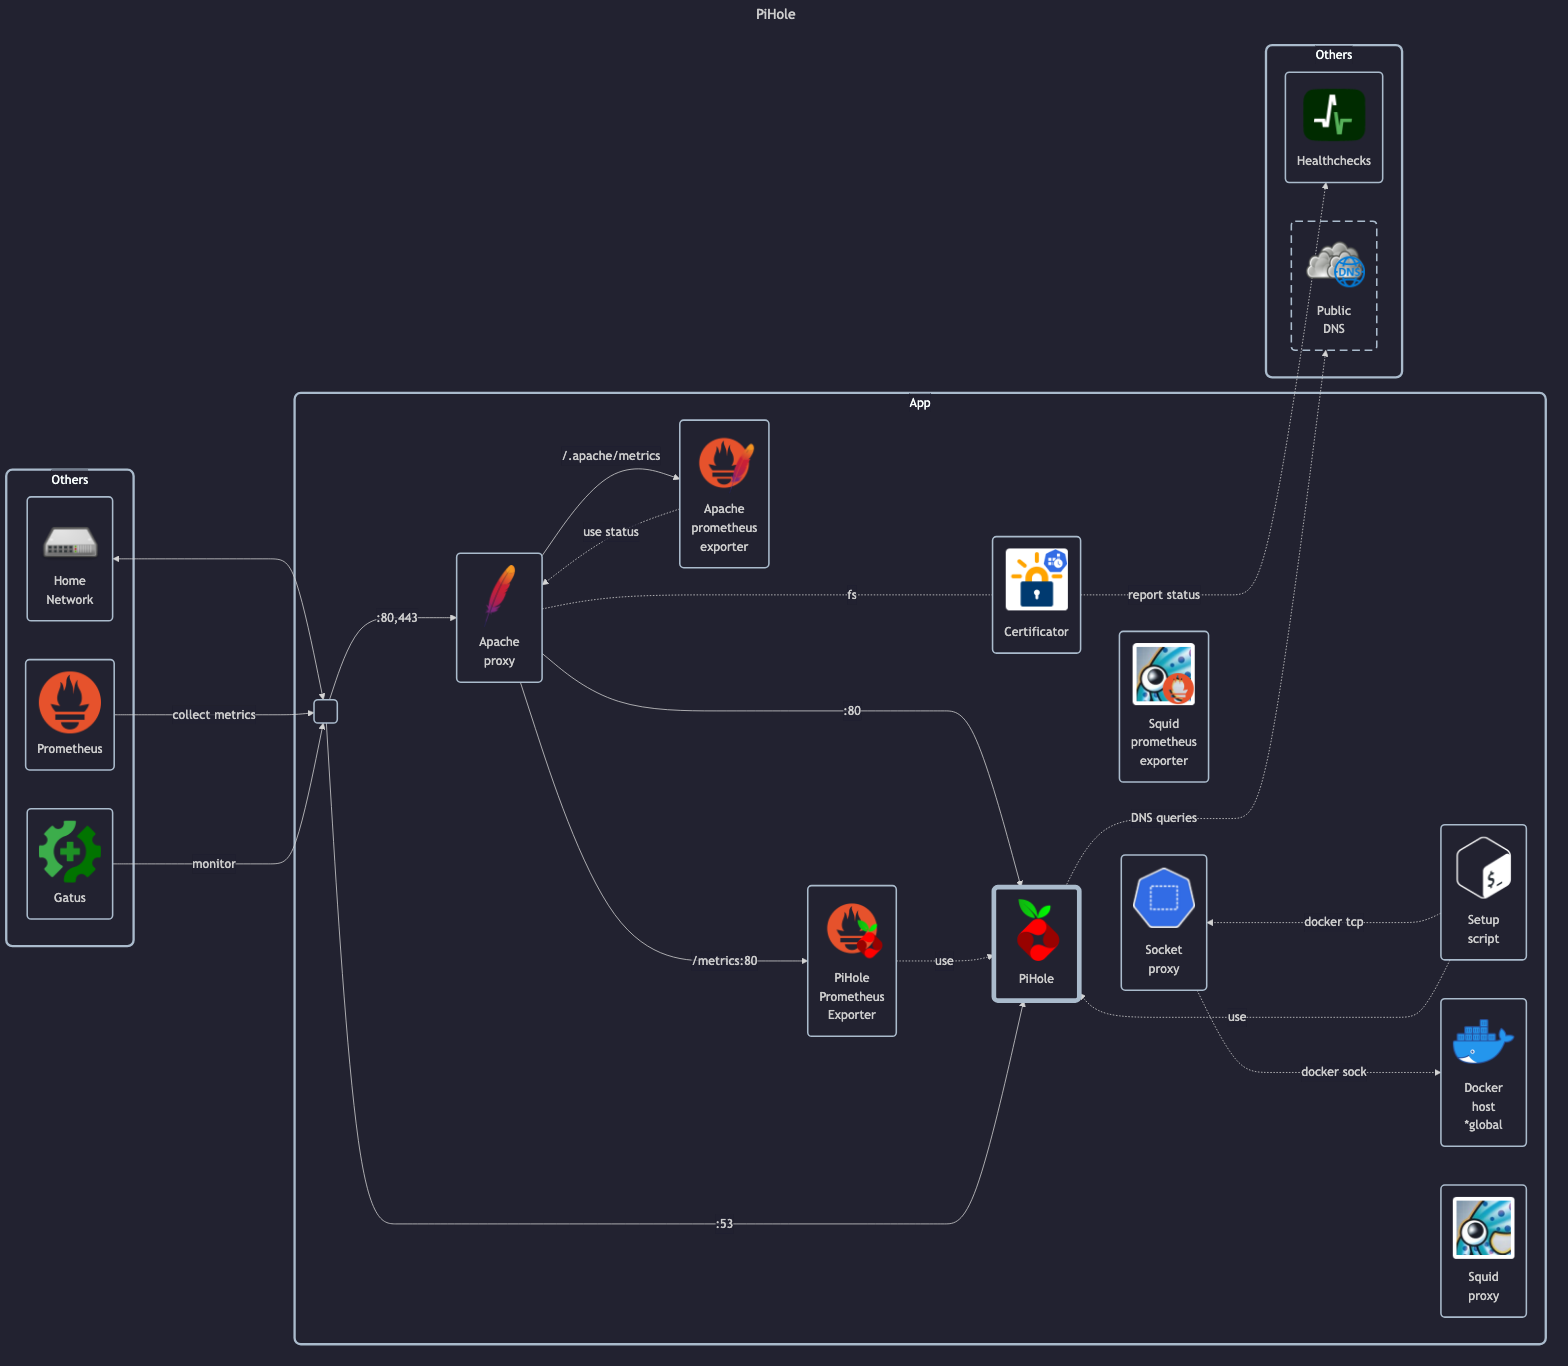 PiHole
Others
Healthchecks
DNS
Public
DNS
App
Others
Home
Network
Prometheus
collect metrics
Gatus
monitor
:80,443
Apache
proxy
/.apache/metrics
use status
Apache
prometheus
exporter
fs
Certificator
report status
Squid
prometheus
exporter
:80
DNS queries
/metrics:80
PiHole
Prometheus
Exporter
use
PiHole
Socket
proxy
docker tcp
$_
Setup
script
use
docker sock
Docker
host
*global
:53
Squid
proxy